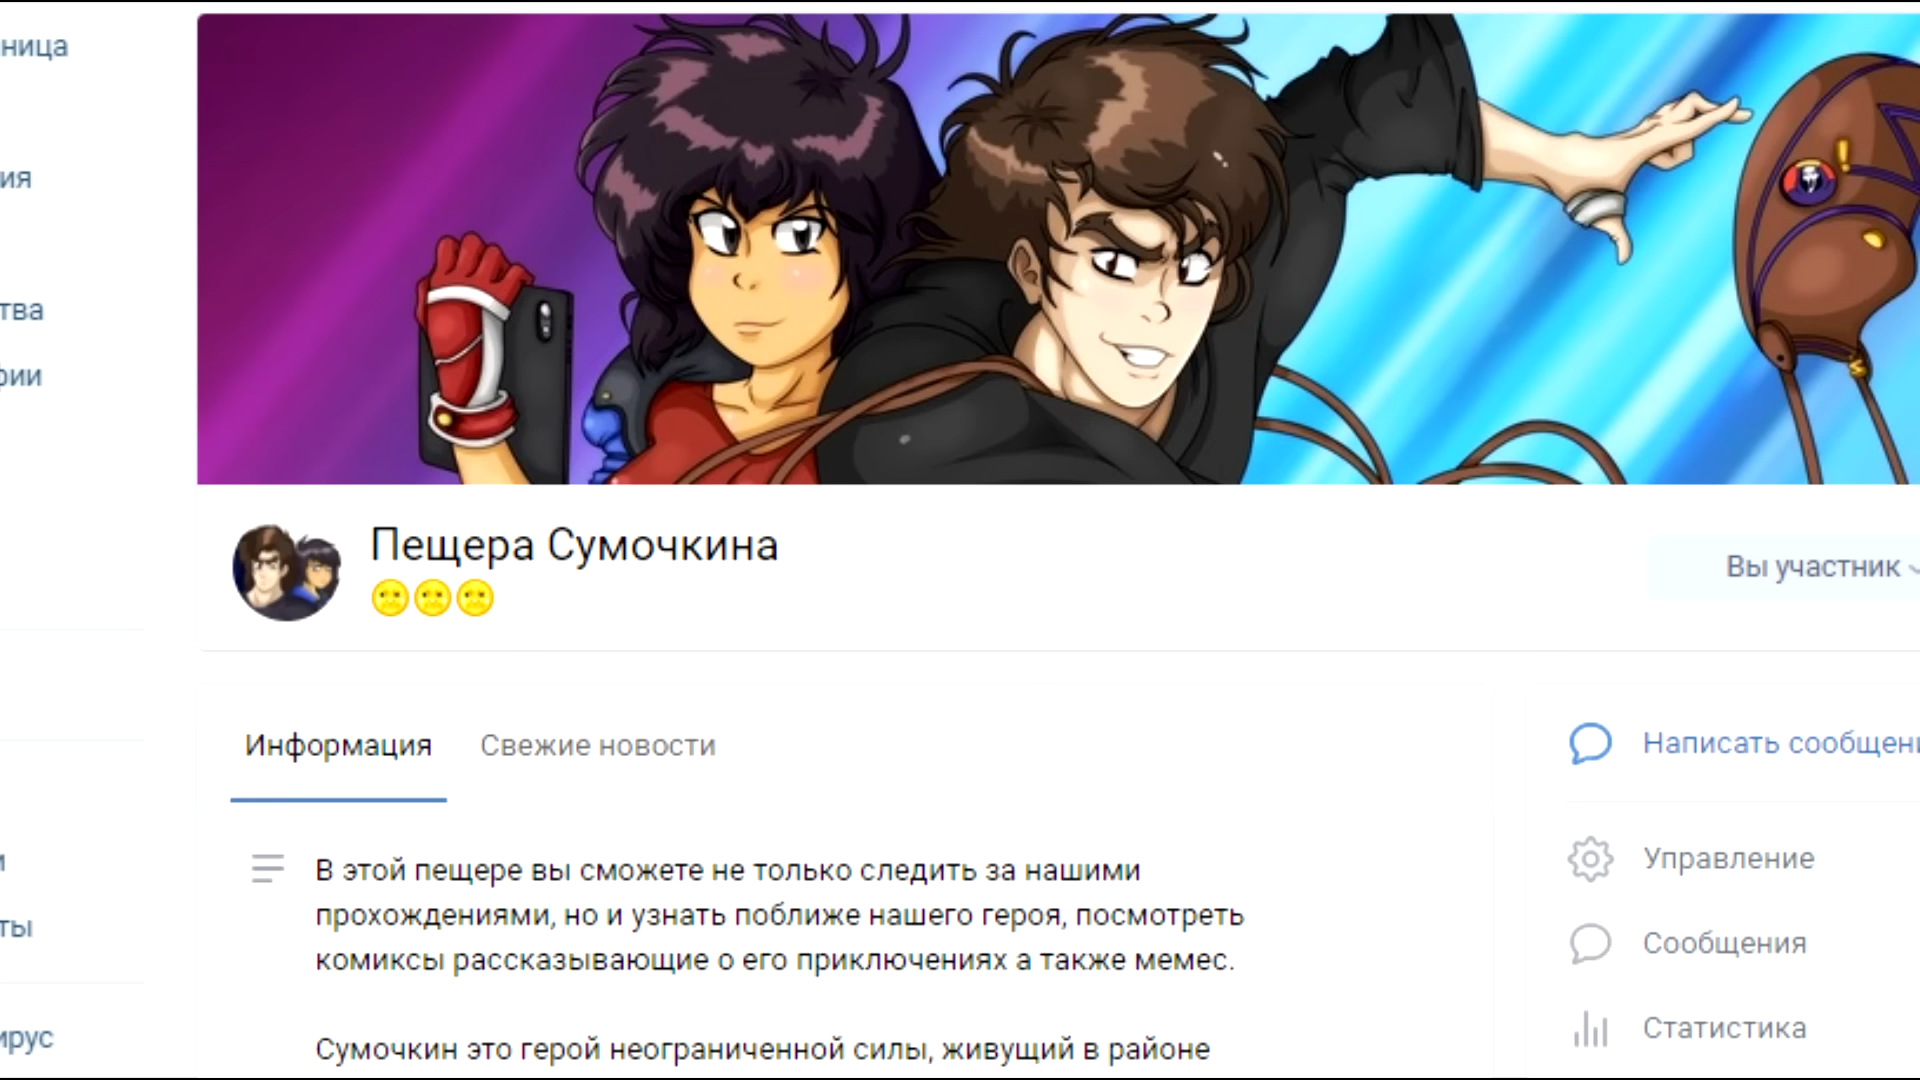 ница
ия
тва
фии
ты
ирус
Пещера Сумочкина
Вы участник
Информация
Свежие новости
В этой пещере вы сможете не только следить за нашими
прохождениями, но и узнать поближе нашего героя, посмотреть
комиксы рассказывающие о его приключениях а также мемес.
Сумочкин это герой неограниченной силы, живущий в районе
Написать сообщени
Управление
Сообщения
Статистика